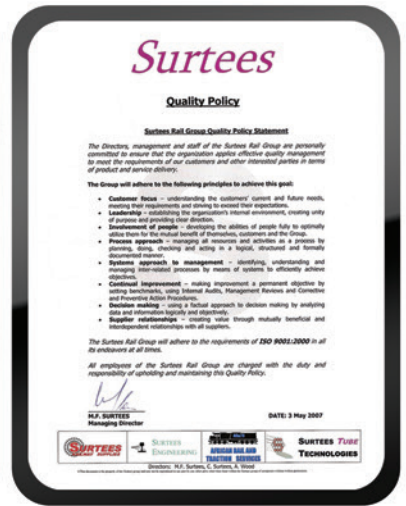 Surtees
Quality Policy
Surtees Rail Group Quality Policy Statement
The Directors, management and staff of the Surtees Rail Group are personally
committed to ensure that the organization applies effective quality management
to meet the requirements of our customers and other interested parties in terms
of product and service delivery.
The Group will adhere to the following principles to achieve this goal:
• Customer focus – understanding the customers' current and future needs,
meeting their requirements and striving to exceed their expectations.
• Leadership – establishing the organization's internal environment, creating unity
of purpose and providing clear direction.
• Involvement of people – developing the abilities of people fully to optimally
utilize them for the mutual benefit of themselves, customers and the Group.
• Process approach – managing all resources and activities as a process by
planning, doing, checking and acting in a logical, structured and formally
documented manner.
• Systems approach to management – identifying, understanding and
managing inter-related processes by means of systems to efficiently achieve
objectives.
• Continual improvement – making improvement a permanent objective by
setting benchmarks, using Internal Audits, Management Reviews and Corrective
and Preventive Action Procedures.
• Decision making – using a factual approach to decision making by analyzing
data and information logically and objectively.
• Supplier relationships – creating value through mutually beneficial and
interdependent relationships with all suppliers.
The Surtees Rail Group will adhere to the requirements of ISO 9001:2000 in all
its endeavors at all times.
All employees of the Surtees Rail Group are charged with the duty and
responsibility of upholding and maintaining this Quality Policy.
M.F. SURTEES
Managing Director
DATE: 3 May 2007
SURTEES
RAILWAY SUPPLIES
SURTEES
ENGINEERING
AFRICAN RAIL AND
TRACTION SERVICES
SURTEES TUBE
TECHNOLOGIES
Directors: M.F. Surtees, C. Surtees, A. Wood